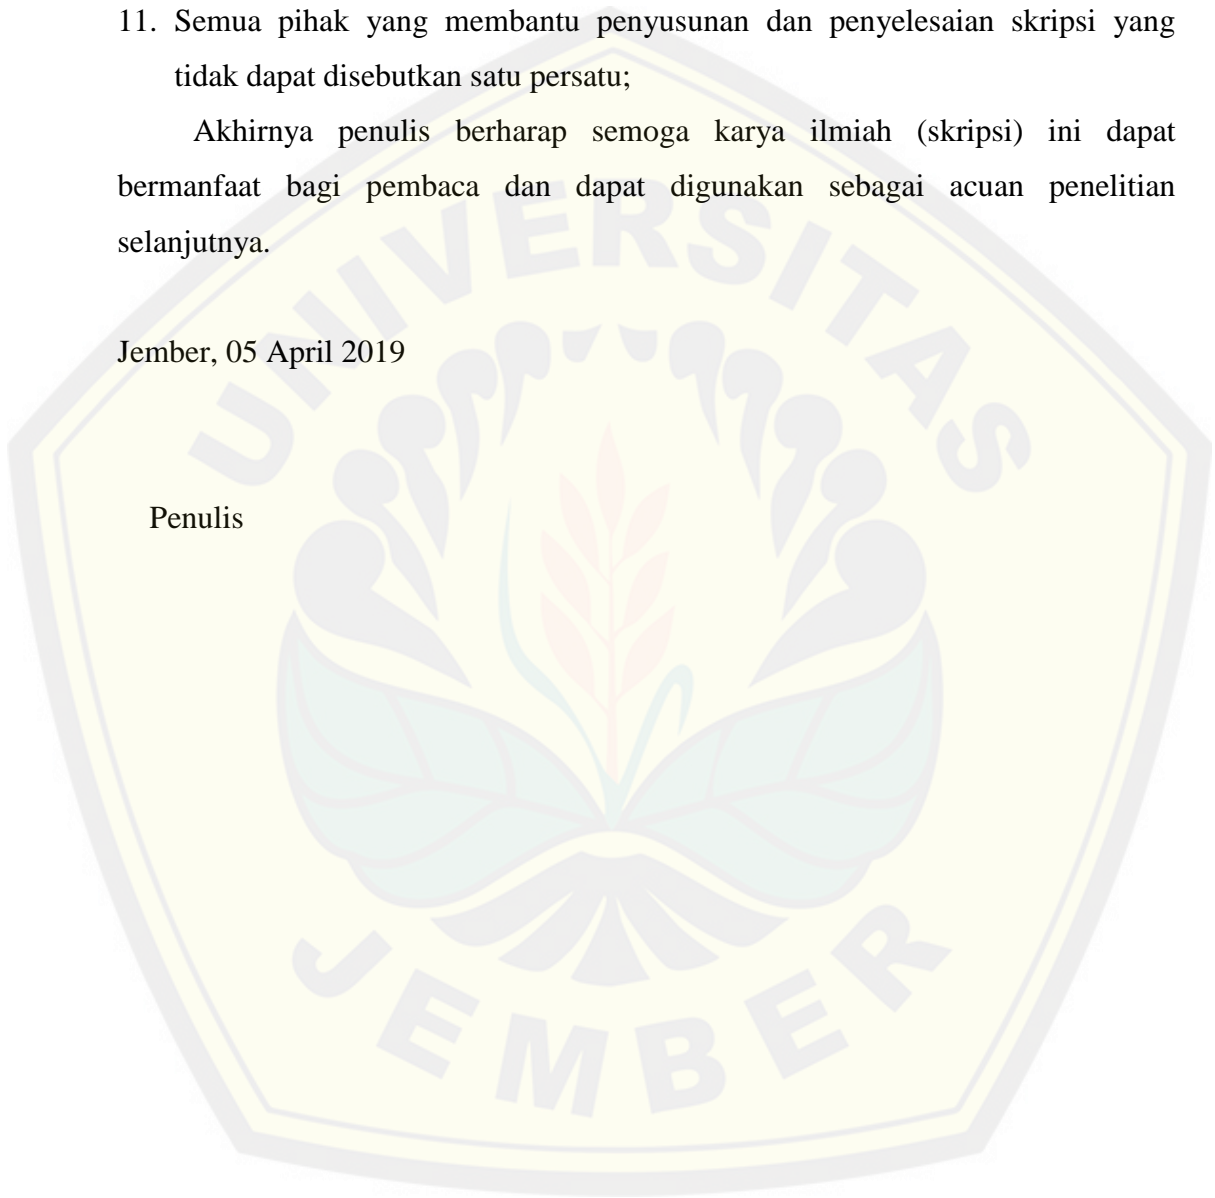 11. Semua pihak yang membantu penyusunan dan penyelesaian skripsi yang
tidak dapat disebutkan satu persatu;
Akhirnya penulis berharap semoga karya ilmiah (skripsi) ini dapat
bermanfaat bagi pembaca dan dapat digunakan sebagai acuan penelitian
selanjutnya.
UNIVERSITAS
Jember, 05 April 2019
Penulis
JEMBER